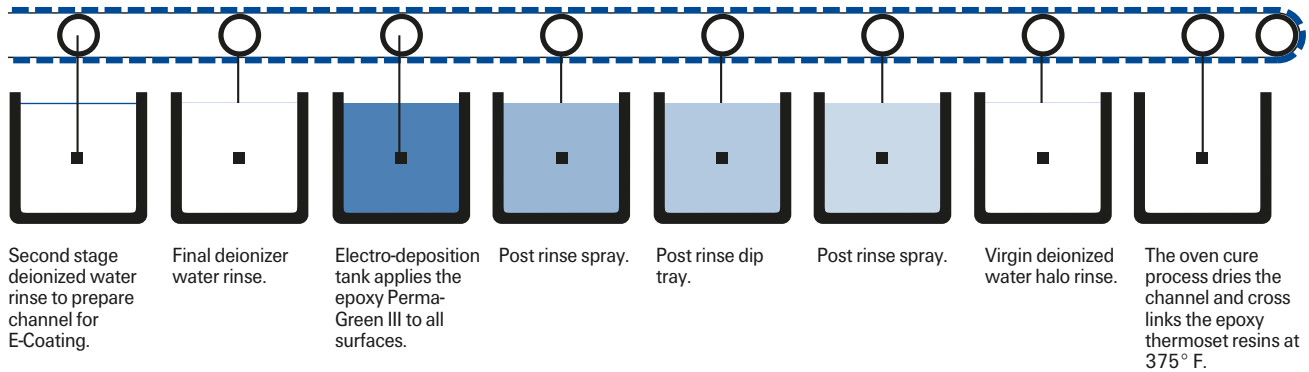 Second stage
deionized water
rinse to prepare
channel for
E-Coating.
Final deionizer
water rinse.
Electro-deposition
tank applies the
epoxy Perma-
Green III to all
surfaces.
Post rinse spray.
Post rinse dip
tray.
Post rinse spray.
Virgin deionized
water halo rinse.
The oven cure
process dries the
channel and cross
links the epoxy
thermoset resins at
375° F.